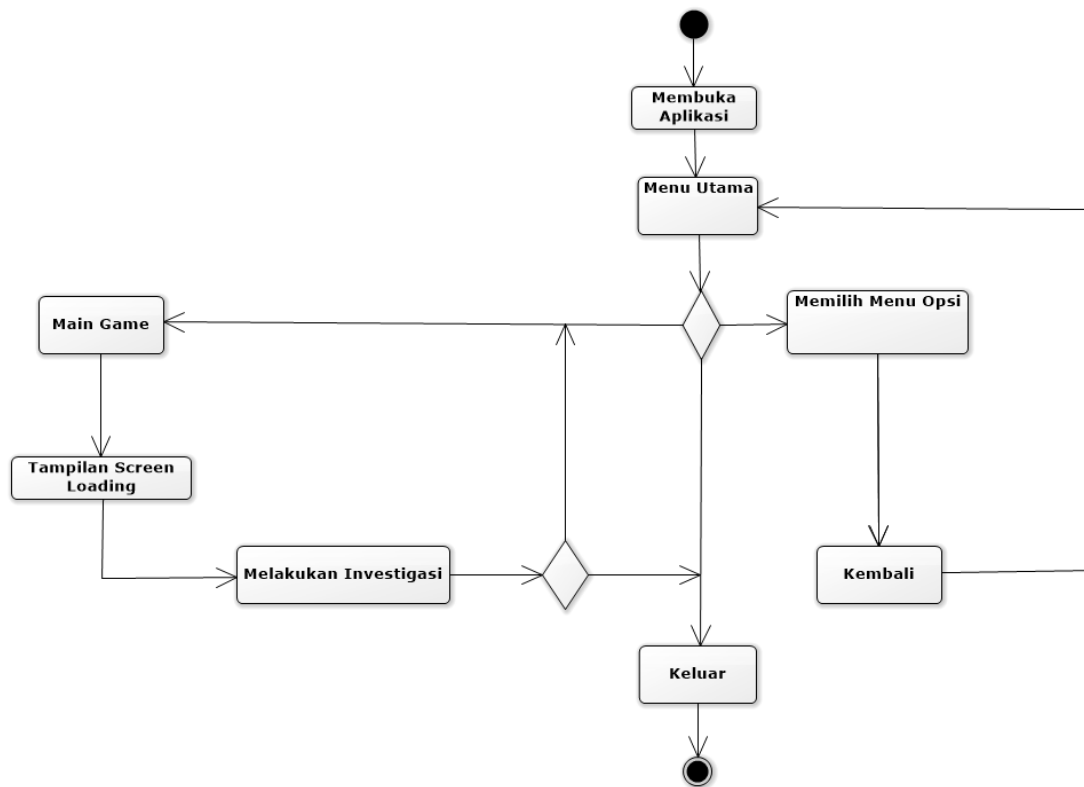 Membuka
Aplikasi
Menu Utama
Main Game
Memilih Menu Opsi
Tampilan Screen
Loading
Melakukan Investigasi
Kembali
Keluar